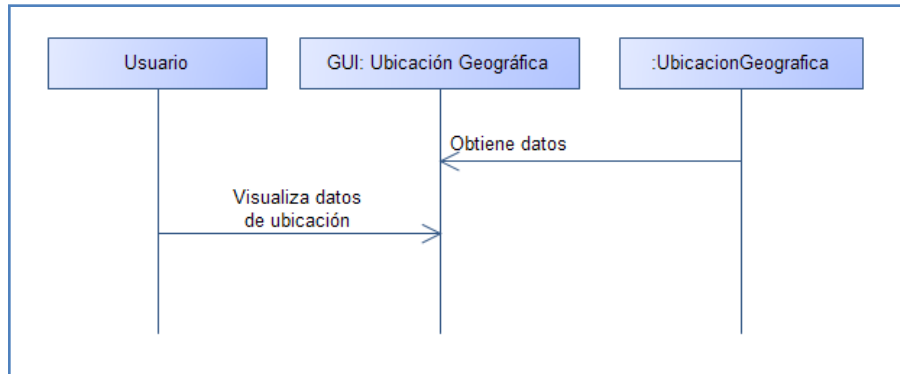 Usuario
GUI: Ubicación Geográfica
:UbicacionGeografica
Obtiene datos
Visualiza datos
de ubicación